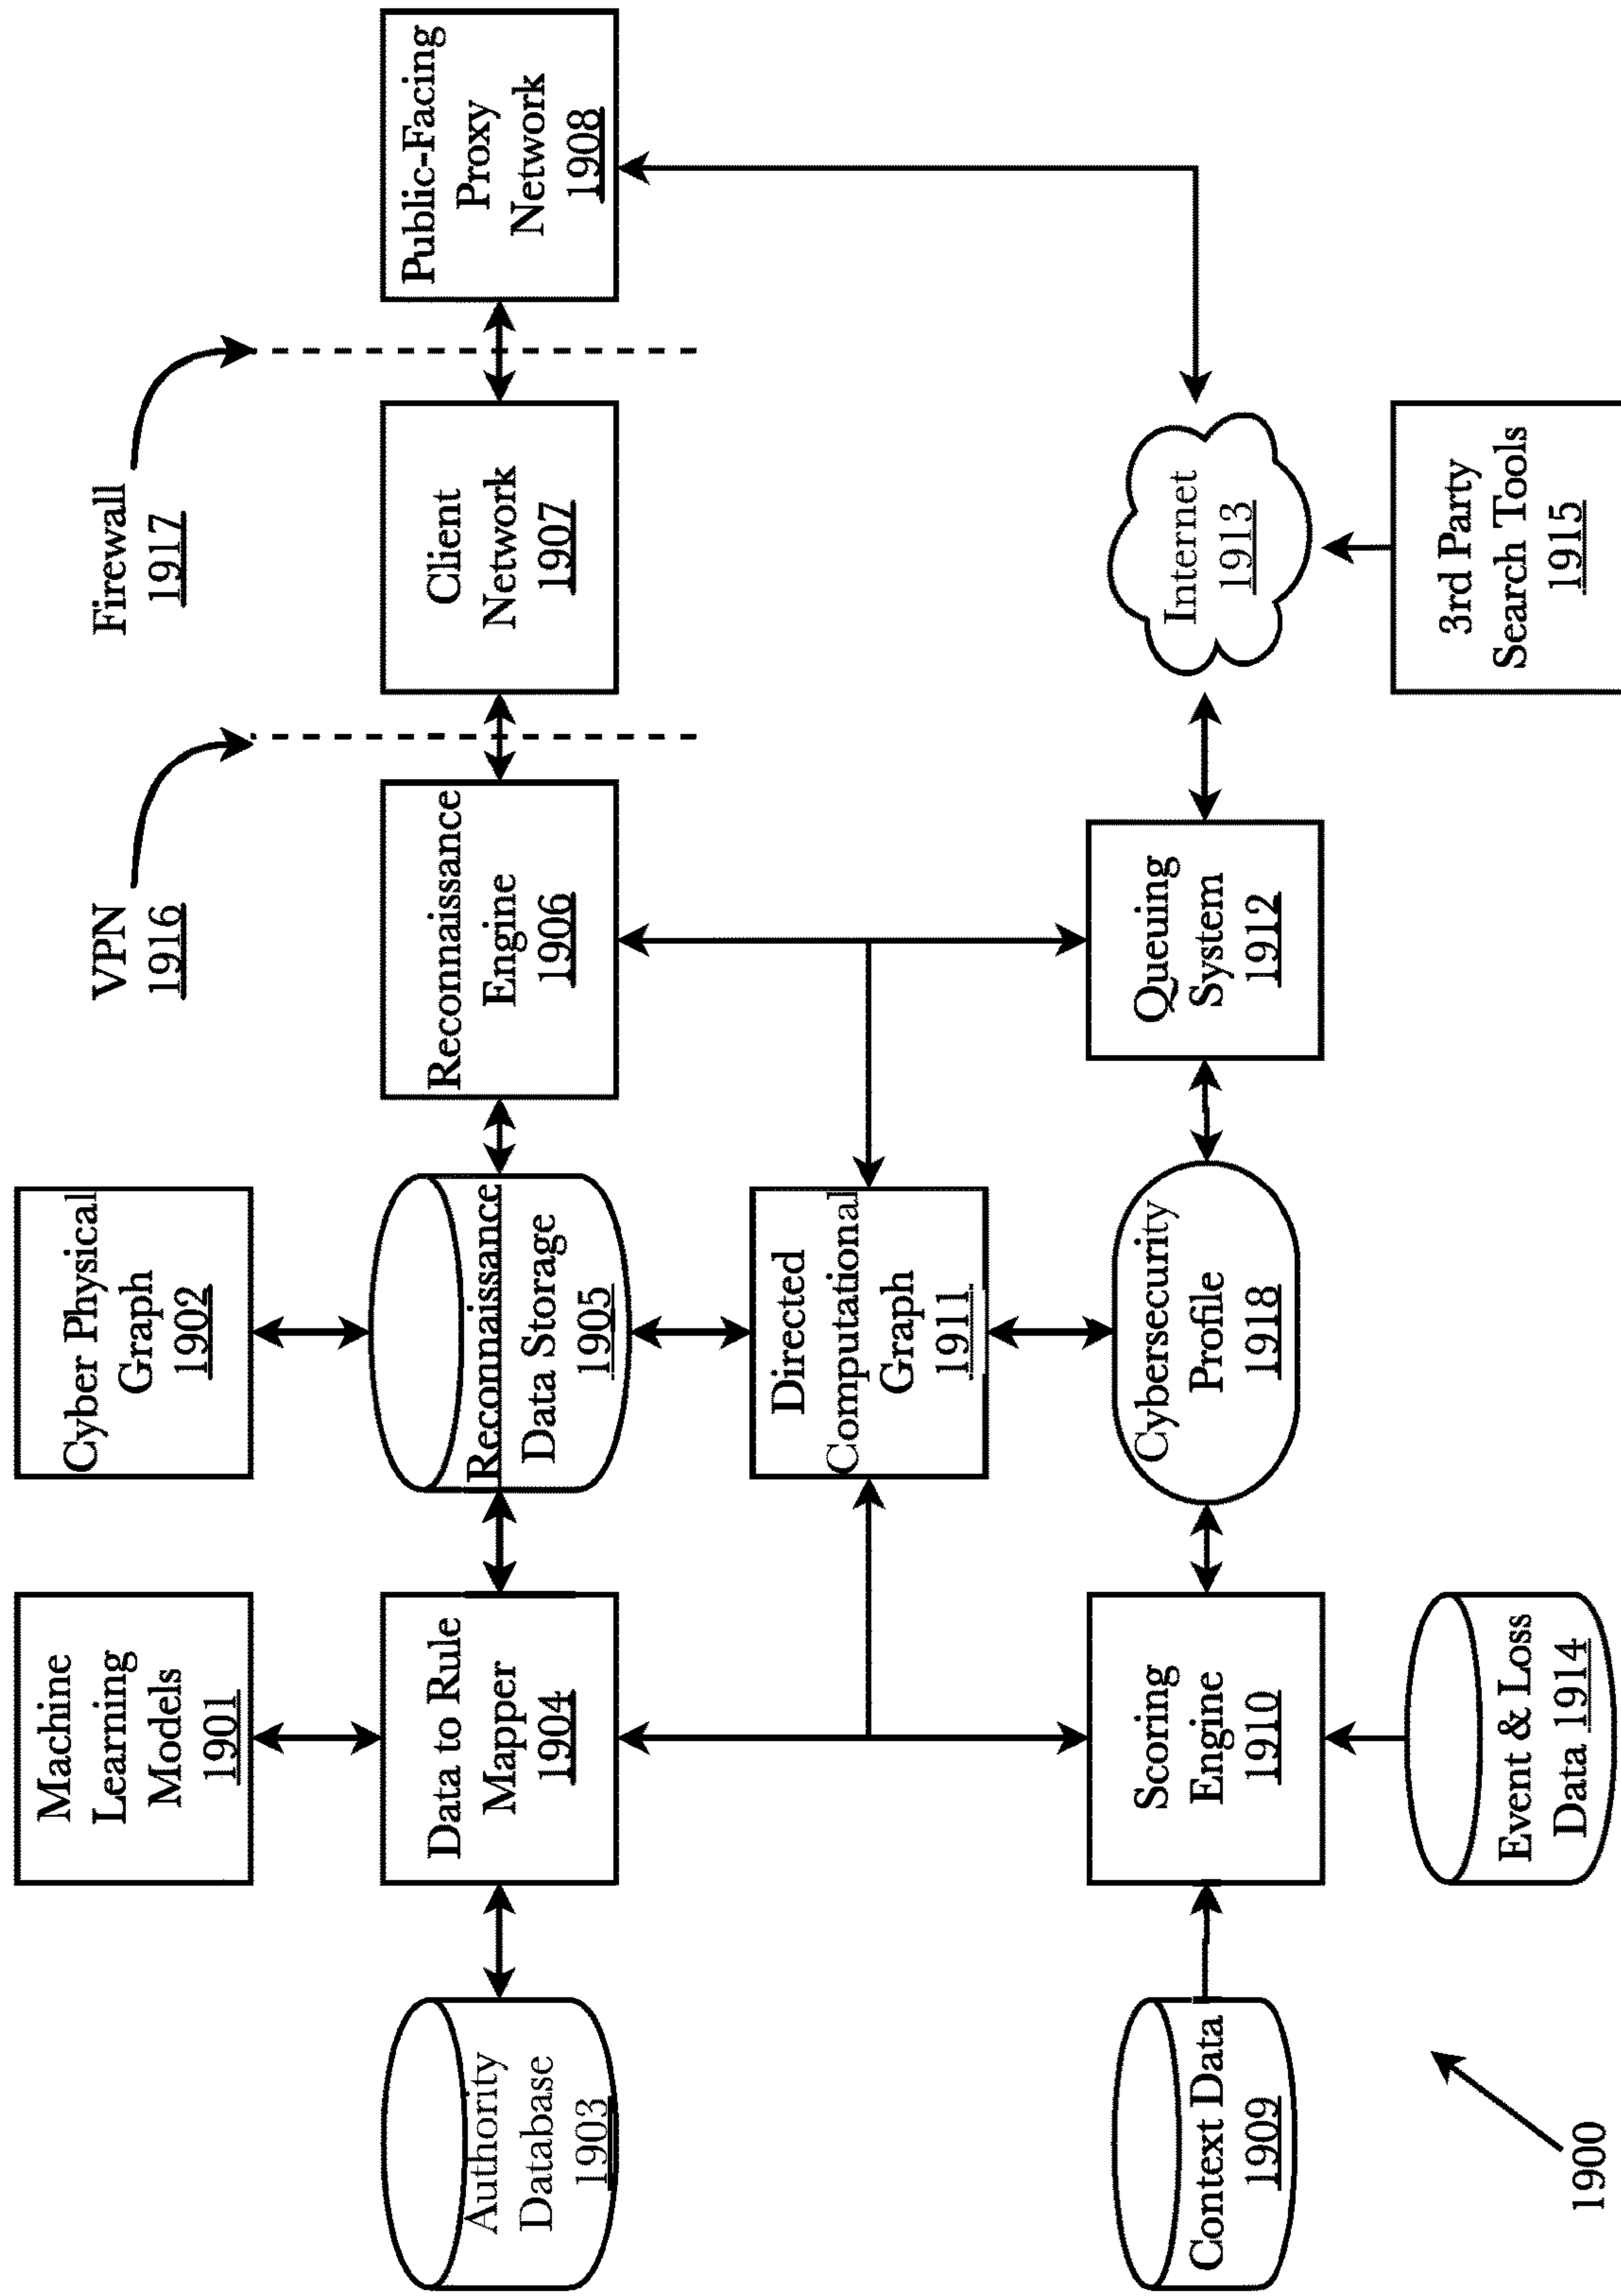 Machine
Learning
Models
1901
Cyber Physical
Graph
1902
VPN
1916
Firewall
1917
Authority
Database
1903
Data to Rule
Mapper
1904
Reconnaissance
Data Storage
1905
Reconnaissance
Engine
1906
Client
Network
1907
Public-Facing
Proxy
Network
1908
Directed
Computational
Graph
1911
Context Data
1909
Scoring
Engine
1910
Cybersecurity
Profile
1918
Queuing
System
1912
Internet
1913
Event & Loss
Data 1914
3rd Party
Search Tools
1915
1900